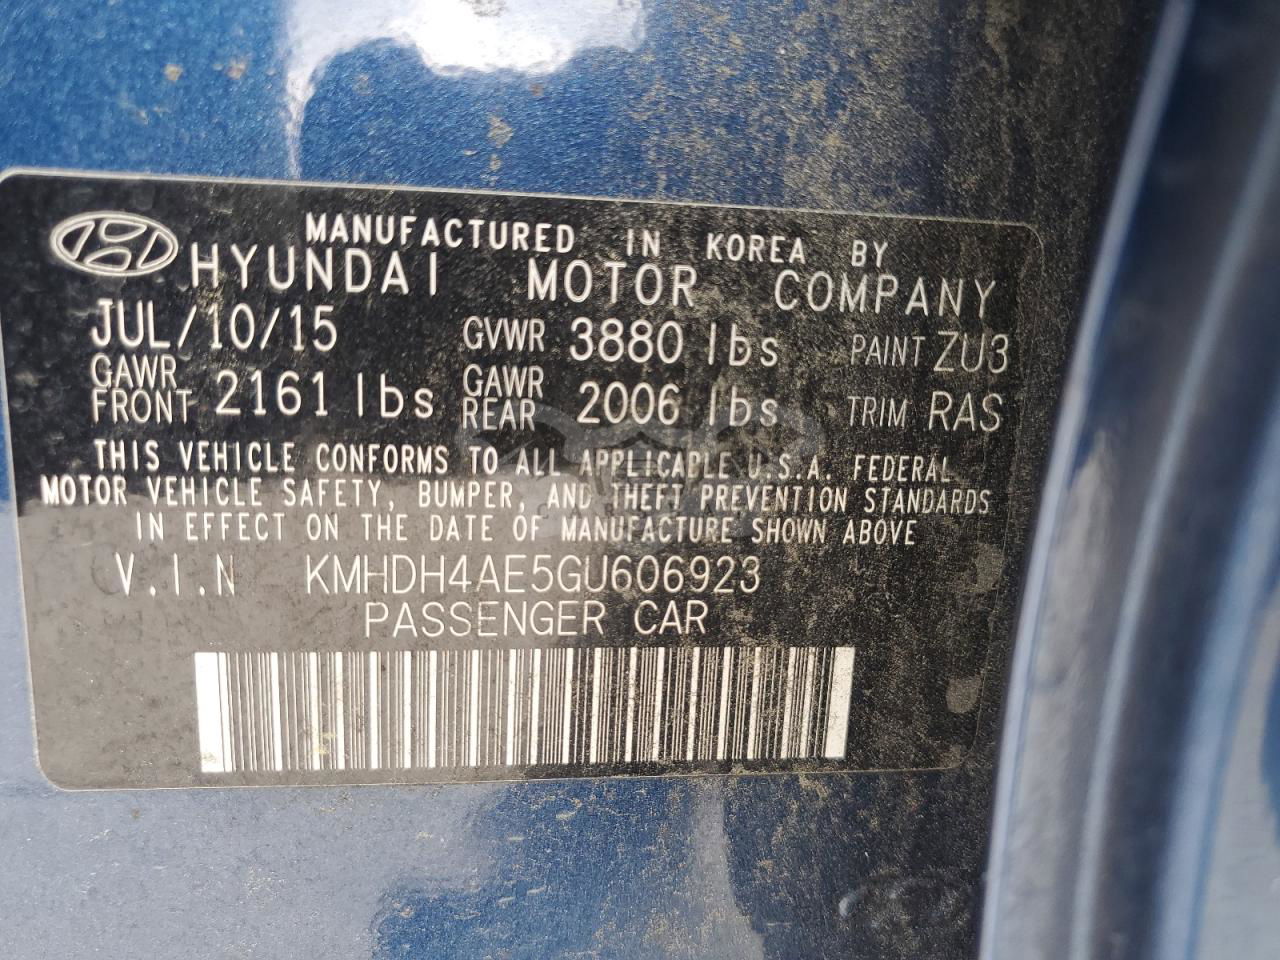 MANUFACTURED IN KOREA BY
HYUNDAI MOTOR COMPANY
JUL/10/15 GVWR 3880 lbs PAINT ZU3
GAWR FRONT 2161 lbs GAWR REAR 2006 lbs TRIM RAS
THIS VEHICLE CONFORMS TO ALL APPLICABLE U.S.A. FEDERAL
MOTOR VEHICLE SAFETY, BUMPER, AND THEFT PREVENTION STANDARDS
IN EFFECT ON THE DATE OF MANUFACTURE SHOWN ABOVE
V.I.N KMHDH4AE5GU606923
PASSENGER CAR